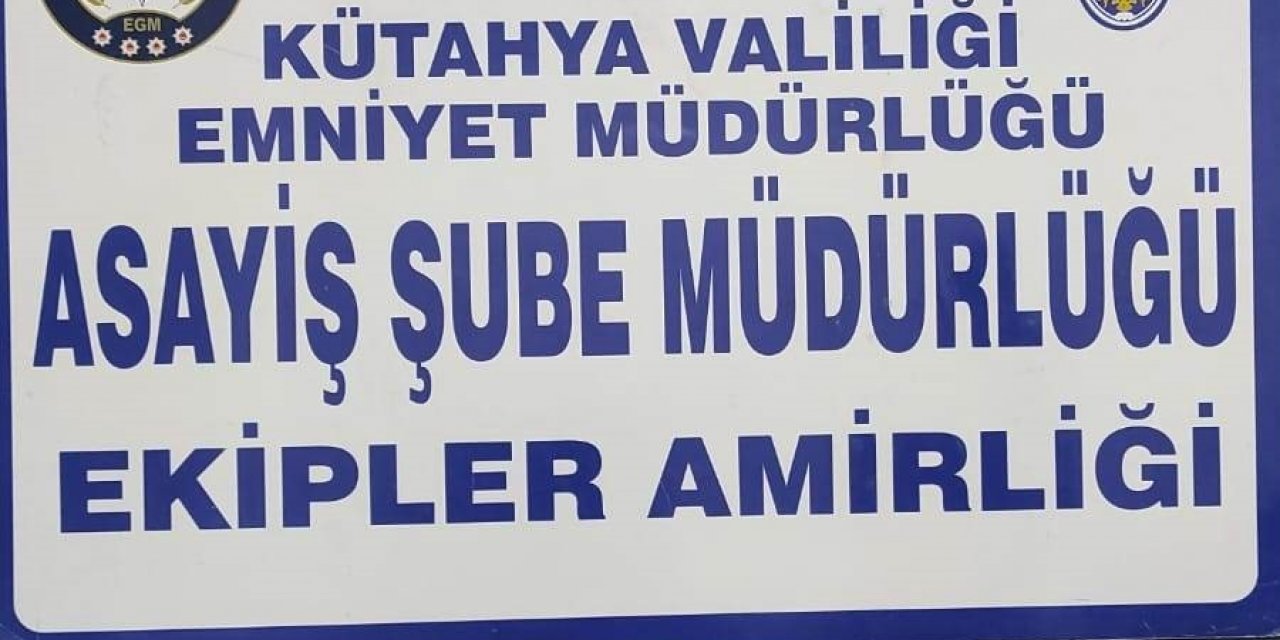 EGM
KÜTAHYA VALİLİĞİ
EMNİYET MÜDÜRLÜĞÜ
ASAYİŞ ŞUBE MÜDÜRLÜĞÜ
EKİPLER AMİRLİĞİ